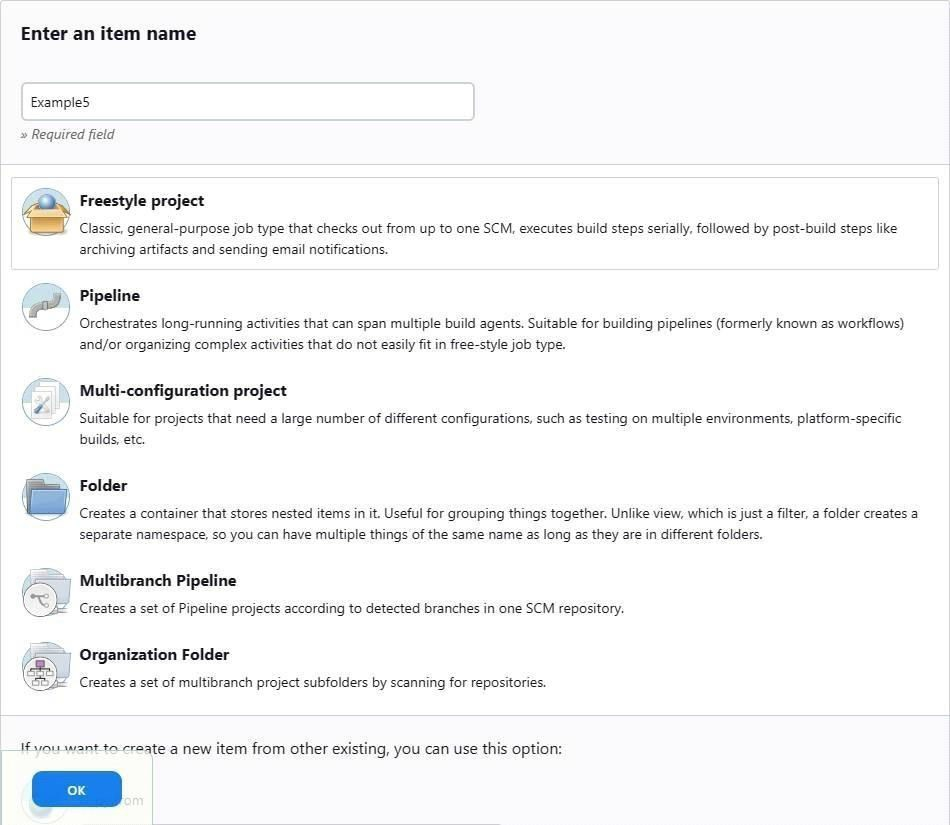 Enter an item name
Example5
» Required field
Freestyle project
Classic, general-purpose job type that checks out from up to one SCM, executes build steps serially, followed by post-build steps like
archiving artifacts and sending email notifications.
Pipeline
Orchestrates long-running activities that can span multiple build agents. Suitable for building pipelines (formerly known as workflows)
and/or organizing complex activities that do not easily fit in free-style job type.
Multi-configuration project
Suitable for projects that need a large number of different configurations, such as testing on multiple environments, platform-specific
builds, etc.
Folder
Creates a container that stores nested items in it. Useful for grouping things together. Unlike view, which is just a filter, a folder creates a
separate namespace, so you can have multiple things of the same name as long as they are in different folders.
Multibranch Pipeline
Creates a set of Pipeline projects according to detected branches in one SCM repository.
Organization Folder
Creates a set of multibranch project subfolders by scanning for repositories.
If you want to create a new item from other existing, you can use this option:
OK